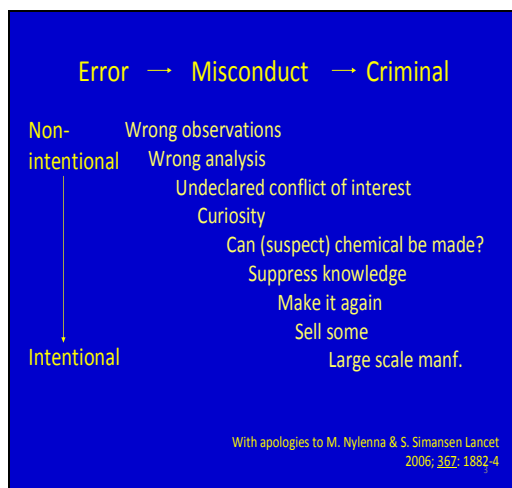 Error → Misconduct → Criminal
Non-
intentional
Wrong observations
Wrong analysis
Undeclared conflict of interest
Curiosity
Can (suspect) chemical be made?
Suppress knowledge
Make it again
Sell some
Intentional
Large scale manf.
With apologies to M. Nylenna & S. Simansen Lancet
2006; 367: 1882-4
3